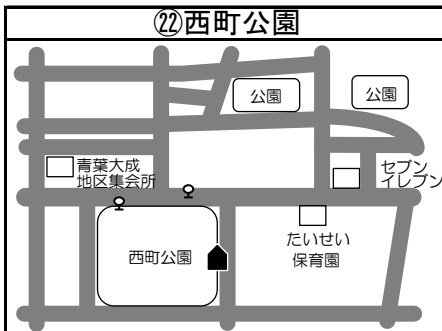 ㉒西町公園
公園
公園
青葉大成
地区集会所
セブン
イレブン
西町公園
たいせい
保育園